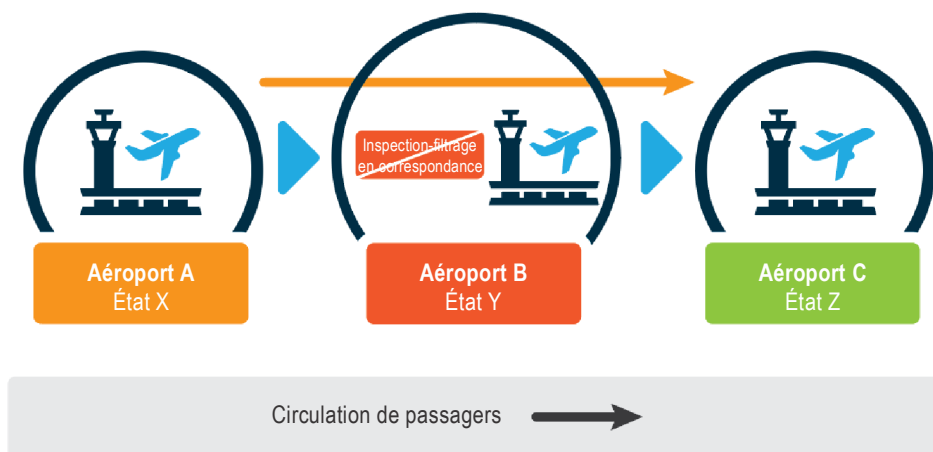 Inspection-filtrage
en correspondance
Aéroport A
État X
Aéroport B
État Y
Aéroport C
État Z
Circulation de passagers